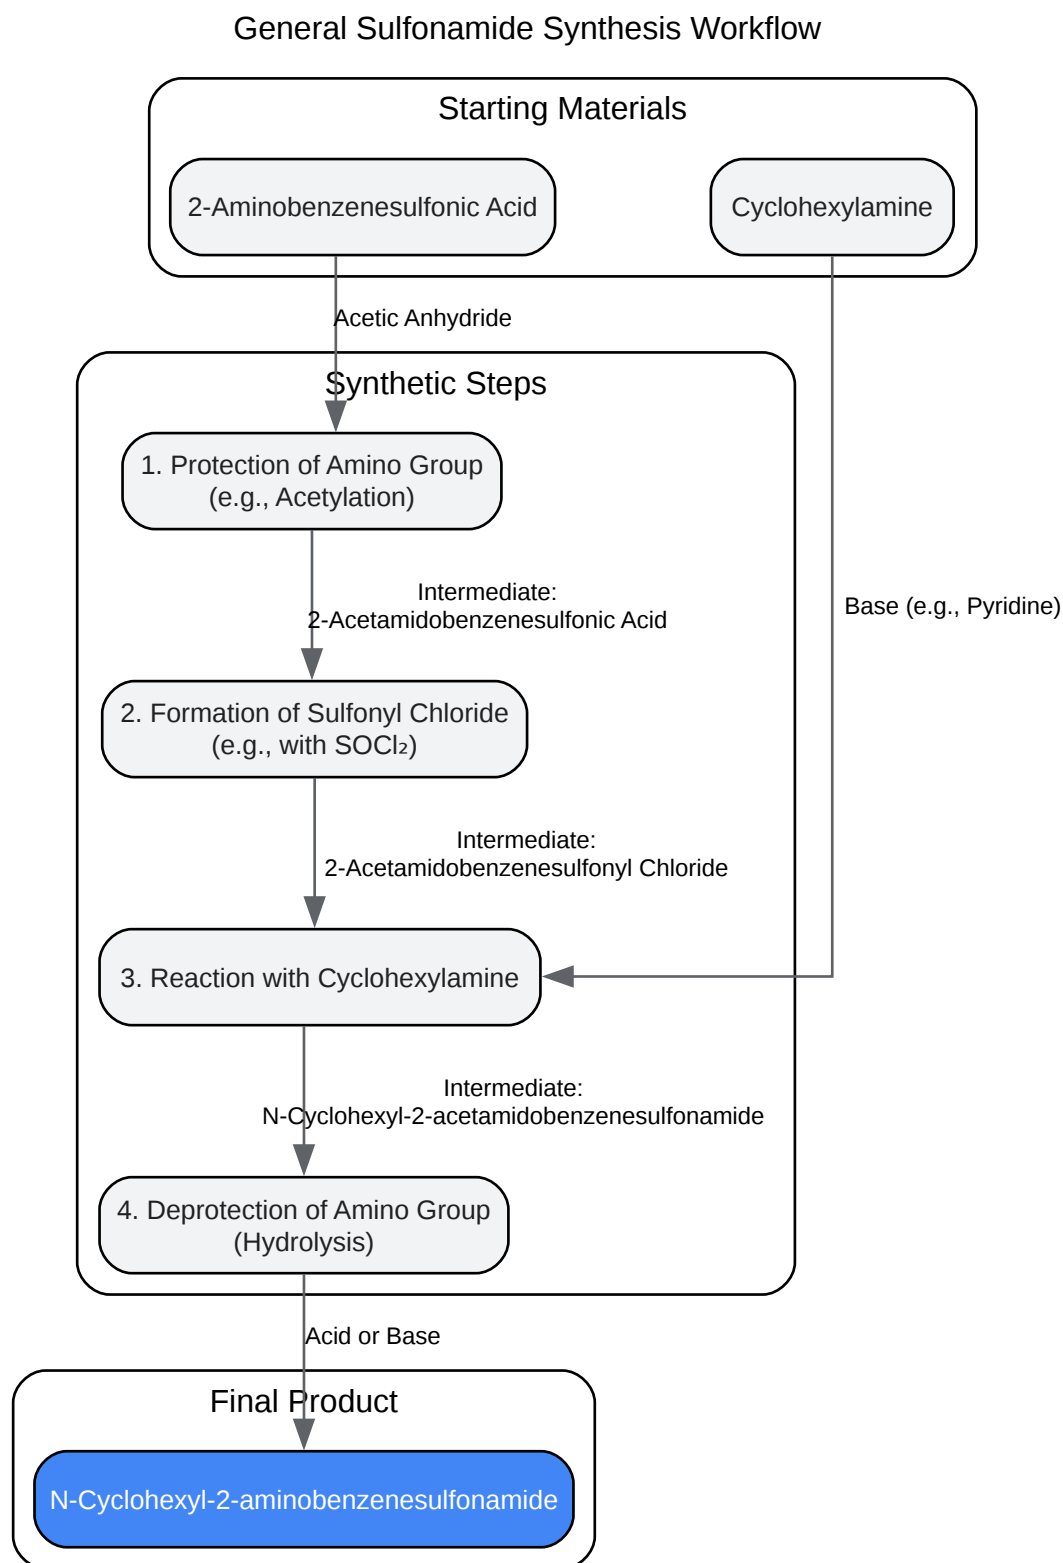 General Sulfonamide Synthesis Workflow
Starting Materials
2-Aminobenzenesulfonic Acid
Cyclohexylamine
Acetic Anhydride
Synthetic Steps
1. Protection of Amino Group
(e.g., Acetylation)
Intermediate:
2-Acetamidobenzenesulfonic Acid
Base (e.g., Pyridine)
2. Formation of Sulfonyl Chloride
(e.g., with SOCl₂)
Intermediate:
2-Acetamidobenzenesulfonyl Chloride
3. Reaction with Cyclohexylamine
Intermediate:
N-Cyclohexyl-2-acetamidobenzenesulfonamide
4. Deprotection of Amino Group
(Hydrolysis)
Acid or Base
Final Product
N-Cyclohexyl-2-aminobenzenesulfonamide